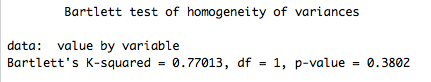 Bartlett test of homogeneity of variances
data:  value by variable
Bartlett's K-squared = 0.77013, df = 1, p-value = 0.3802